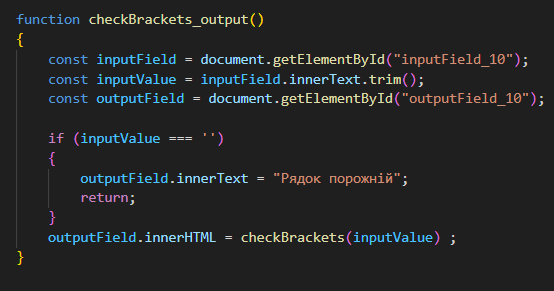 function checkBrackets_output()
{
    const inputField = document.getElementById("inputField_10");
    const inputValue = inputField.innerText.trim();
    const outputField = document.getElementById("outputField_10");

    if (inputValue === '')
    {
        outputField.innerText = "Рядок порожній";
        return;
    }
    outputField.innerHTML = checkBrackets(inputValue) ;
}